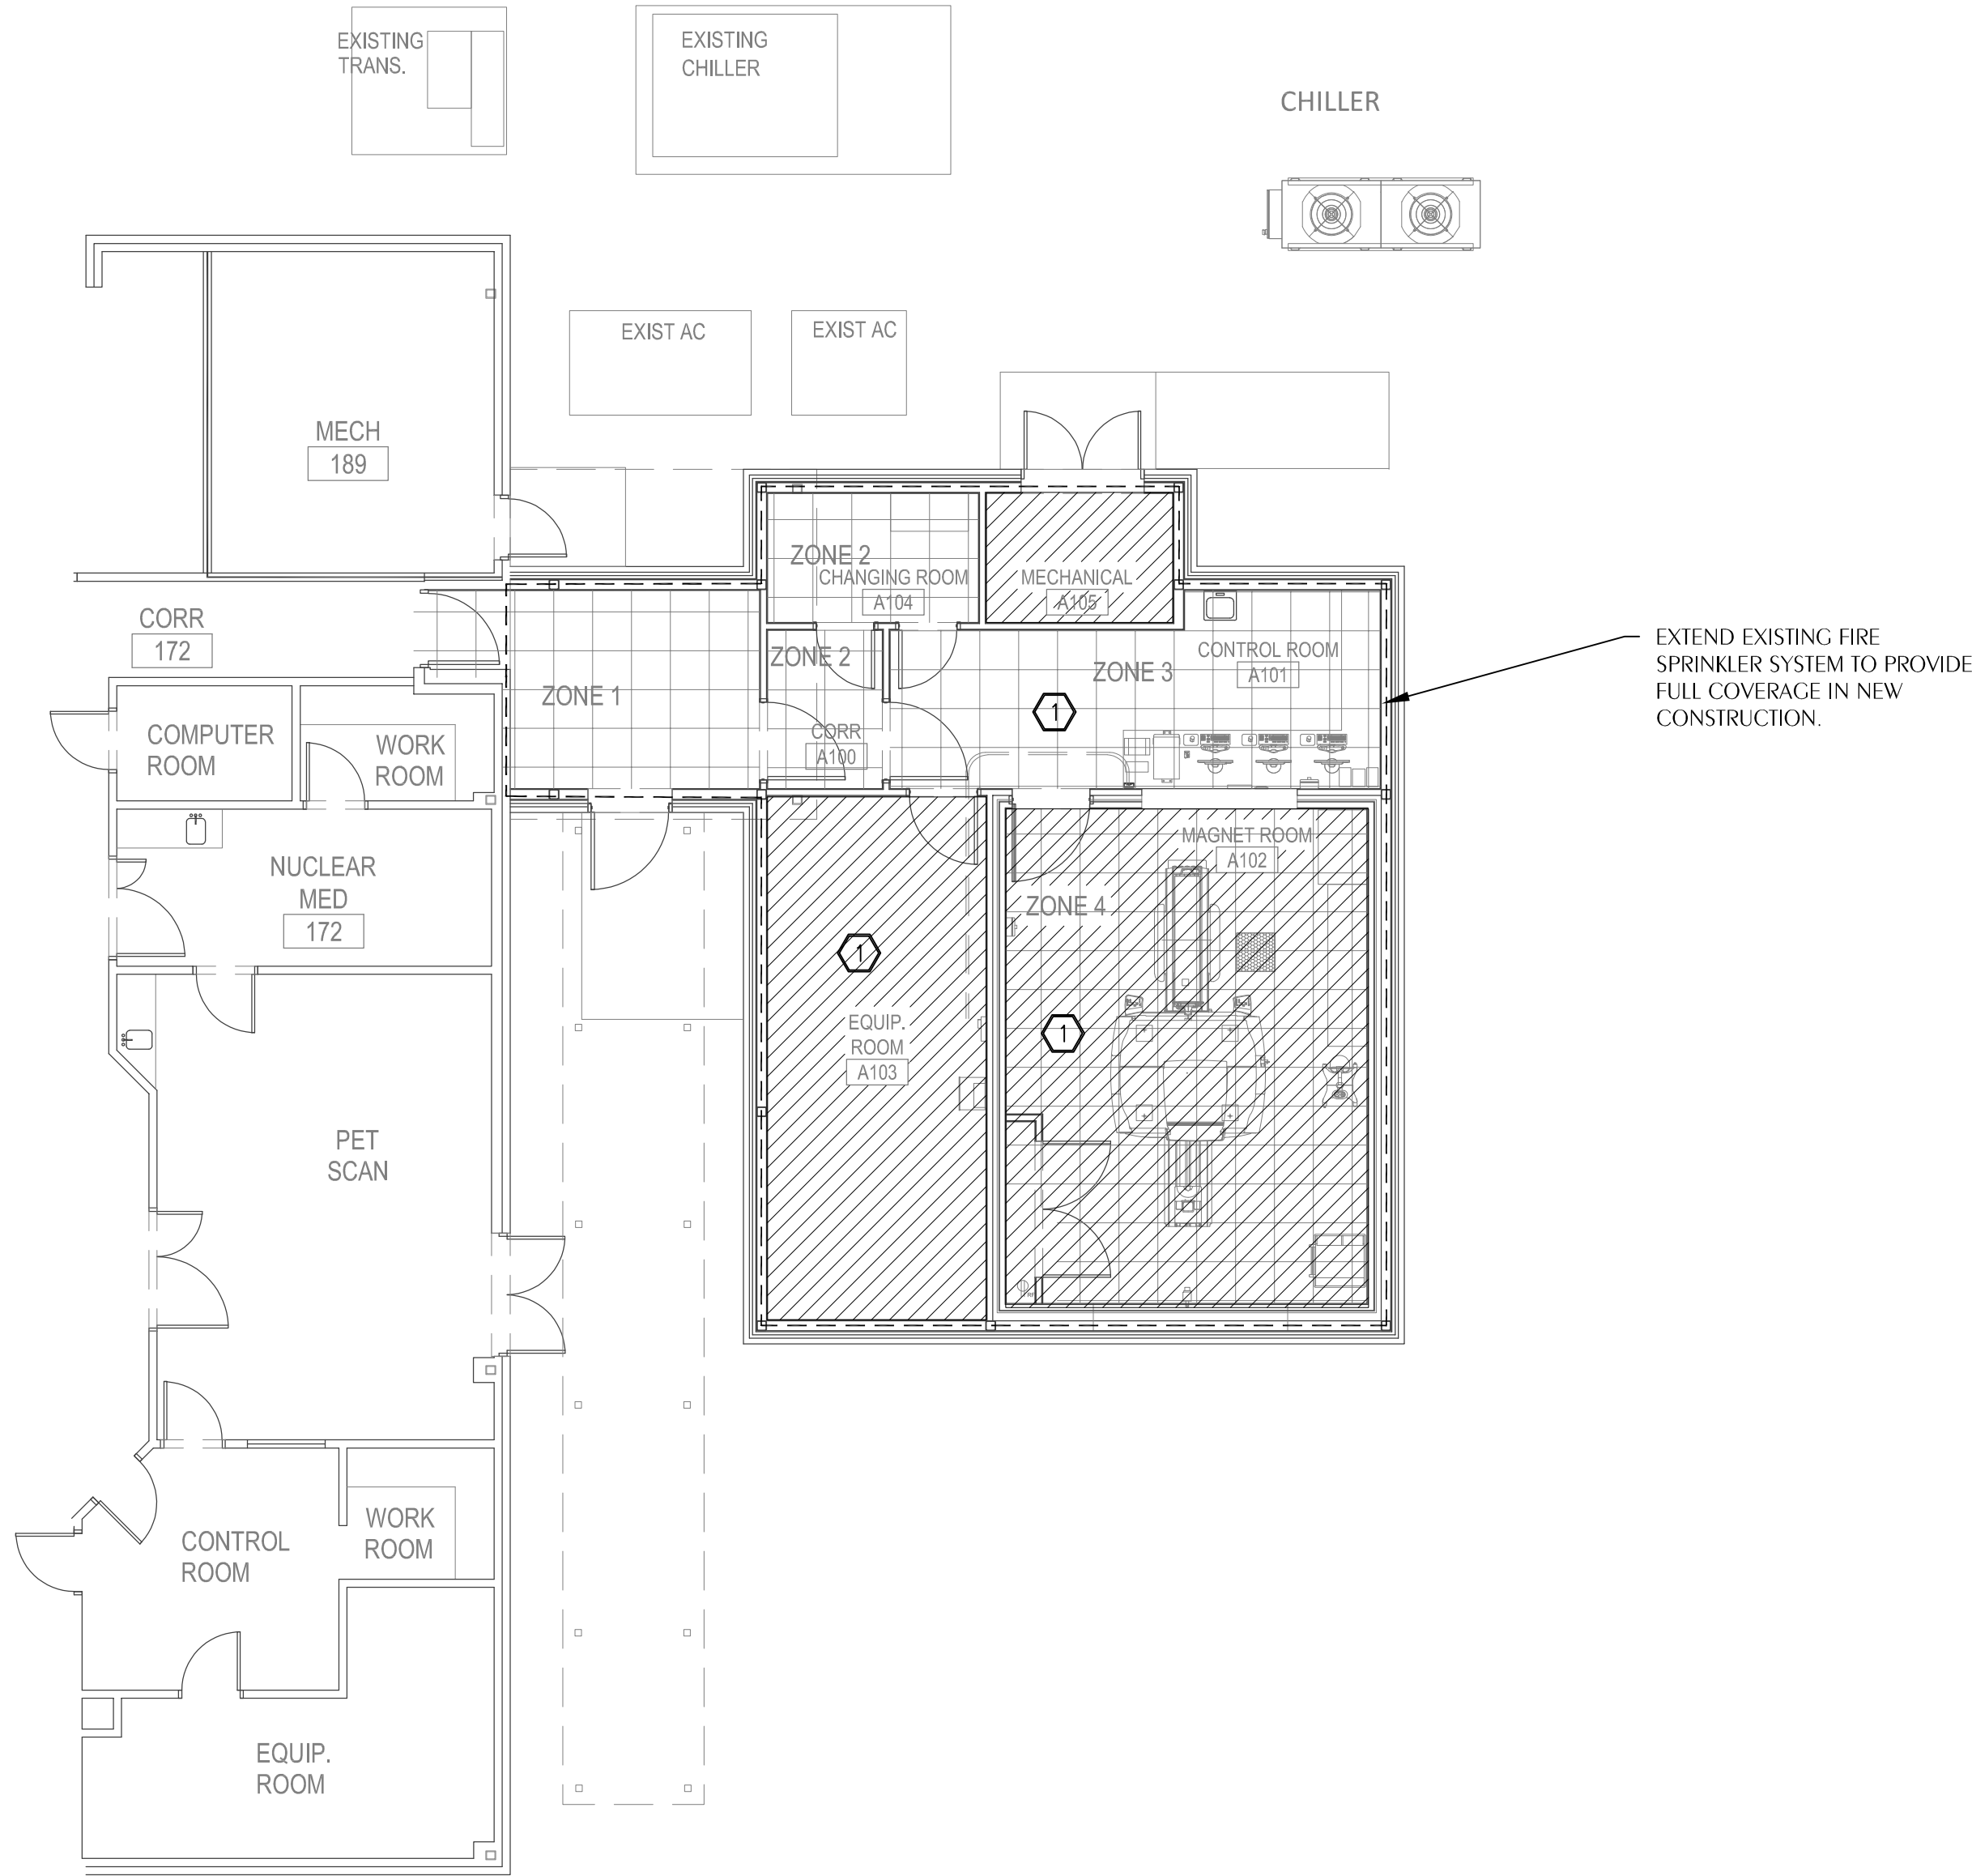 EXISTING
TRANS.
EXISTING
CHILLER
CHILLER
EXIST AC
EXIST AC
MECH
189
ZONE 2
CHANGING ROOM
A104
MECHANICAL
A105
CORR
172
ZONE 2
ZONE 3
CONTROL ROOM
A101
EXTEND EXISTING FIRE
SPRINKLER SYSTEM TO PROVIDE
FULL COVERAGE IN NEW
CONSTRUCTION.
ZONE 1
1
CORR
A100
COMPUTER
ROOM
WORK
ROOM
MAGNET ROOM
A102
NUCLEAR
MED
172
ZONE 4
1
EQUIP.
ROOM
A103
1
PET
SCAN
RF
CONTROL
ROOM
WORK
ROOM
EQUIP.
ROOM